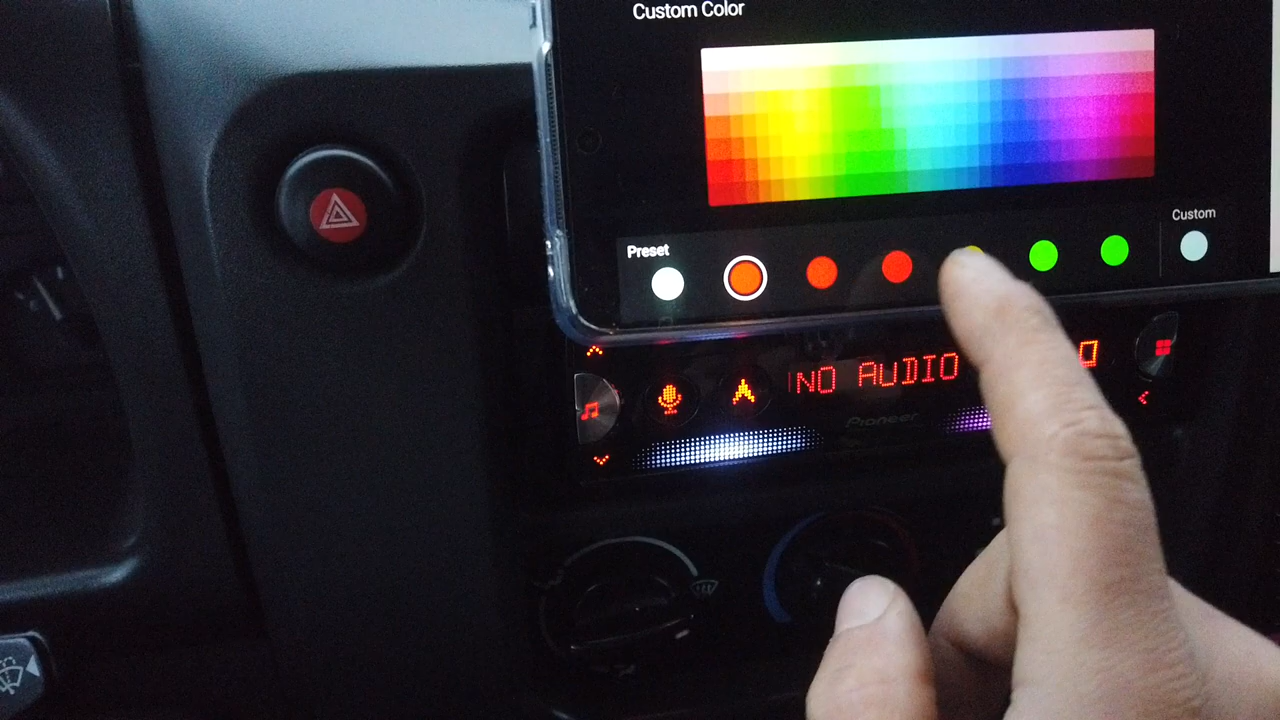 Custom Color
Custom
Preset
NO AUDIO
Pioneer